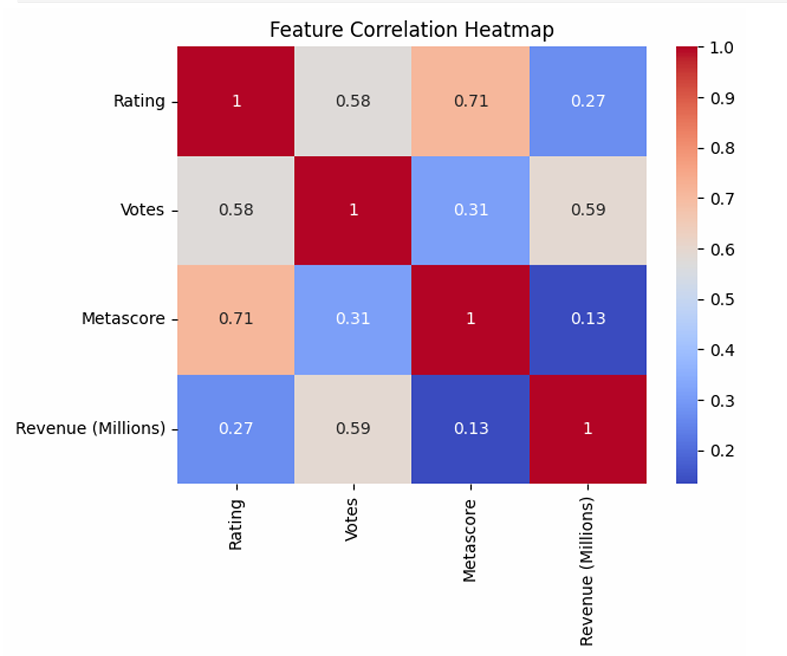 Feature Correlation Heatmap
Rating 1 0.58 0.71 0.27
Votes 0.58 1 0.31 0.59
Metascore 0.71 0.31 1 0.13
Revenue (Millions) 0.27 0.59 0.13 1
Rating Votes Metascore Revenue (Millions)
1.0
0.9
0.8
0.7
0.6
0.5
0.4
0.3
0.2